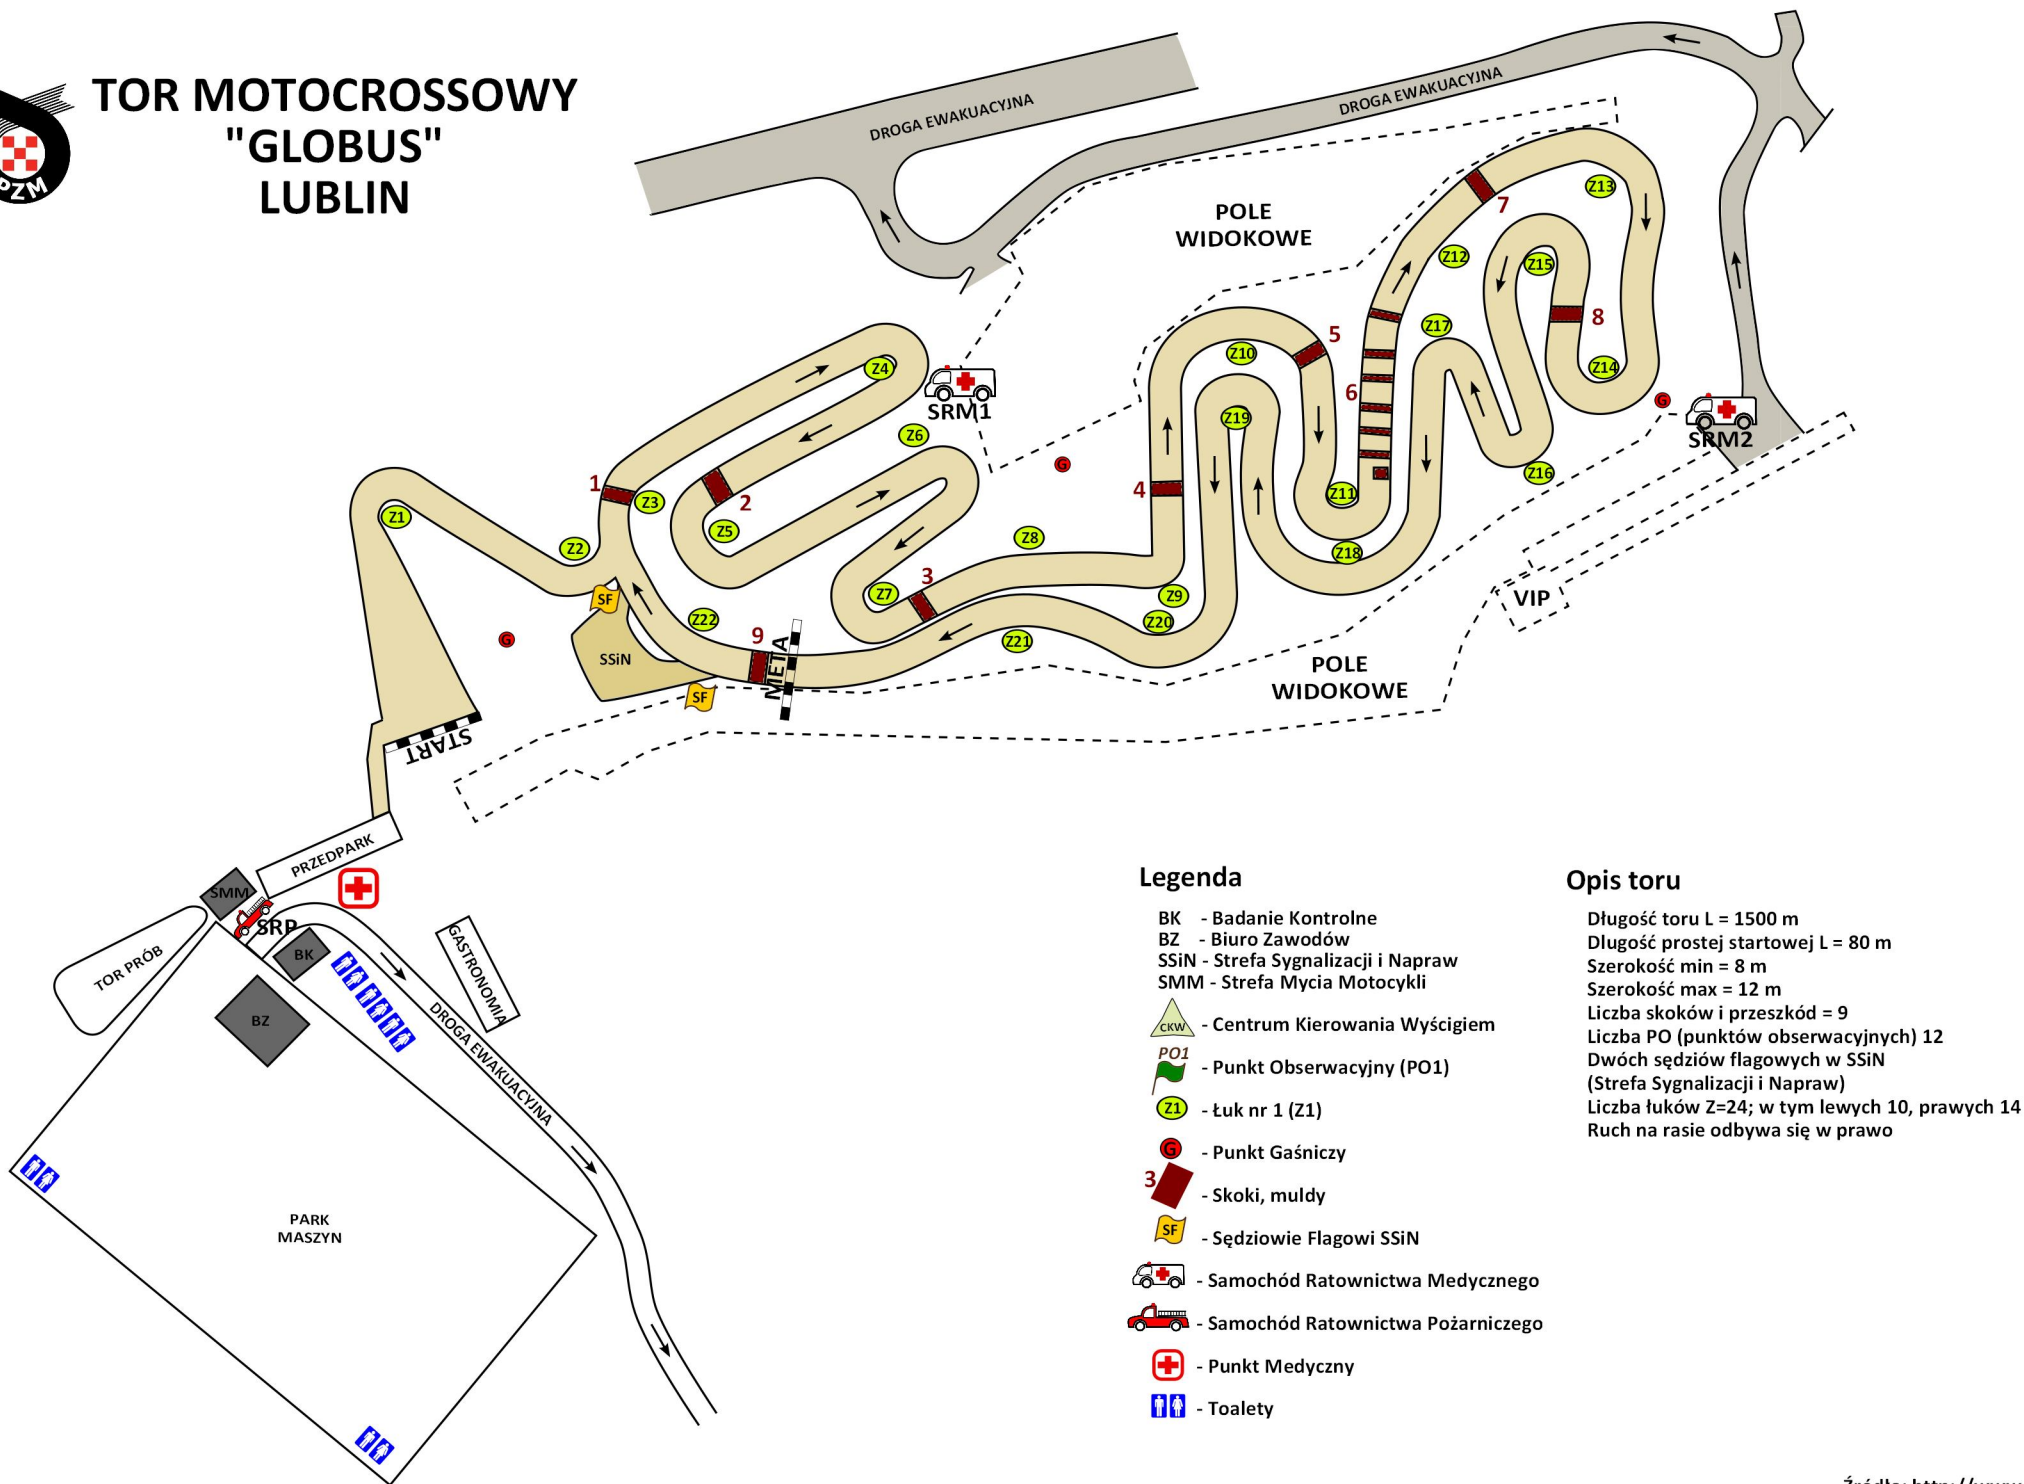 TOR MOTOCROSSOWY
"GLOBUS"
LUBLIN
PZM
DROGA EWAKUACYJNA
DROGA EWAKUACYJNA
POLE
WIDOKOWE
7
Z13
Z12
Z15
8
Z17
Z14
5
Z10
6
Z4
SRM1
G
SRM2
Z6
Z19
G
Z16
1
Z3
2
4
Z11
Z1
Z5
Z2
Z8
Z18
3
Z7
Z9
SF
VIP
Z22
Z20
9
Z21
G
SSiN
META
POLE
WIDOKOWE
SF
START
PRZEDPARK
SMM
SRP
BK
TOR PRÓB
GASTRONOMIA
BZ
DROGA EWAKUACYJNA
PARK
MASZYN
Legenda
BK - Badanie Kontrolne
BZ - Biuro Zawodów
SSiN - Strefa Sygnalizacji i Napraw
SMM - Strefa Mycia Motocykli
CKW - Centrum Kierowania Wyścigiem
PO1
- Punkt Obserwacyjny (PO1)
Z1 - Łuk nr 1 (Z1)
G - Punkt Gaśniczy
3 - Skoki, muldy
SF - Sędziowie Flagowi SSiN
- Samochód Ratownictwa Medycznego
- Samochód Ratownictwa Pożarniczego
- Punkt Medyczny
- Toalety
Opis toru
Długość toru L = 1500 m
Dlugość prostej startowej L = 80 m
Szerokość min = 8 m
Szerokość max = 12 m
Liczba skoków i przeszkód = 9
Liczba PO (punktów obserwacyjnych) 12
Dwóch sędziów flagowych w SSiN
(Strefa Sygnalizacji i Napraw)
Liczba łuków Z=24; w tym lewych 10, prawych 14
Ruch na rasie odbywa się w prawo